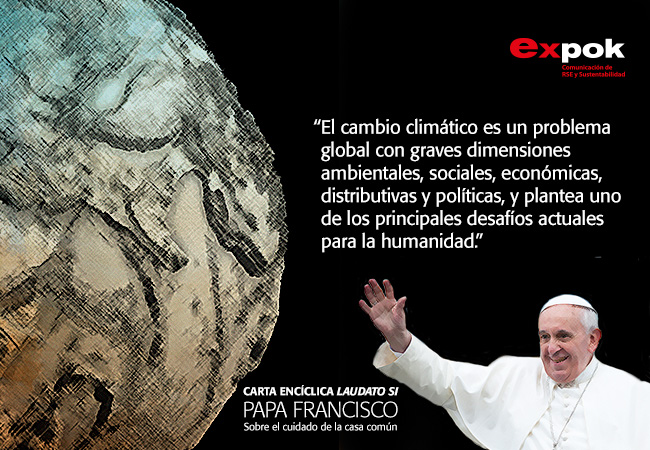 expok
Comunicación de
RSE y Sustentabilidad
“El cambio climático es un problema
global con graves dimensiones
ambientales, sociales, económicas,
distributivas y políticas, y plantea uno
de los principales desafíos actuales
para la humanidad.”
CARTA ENCÍCLICA LAUDATO SI
PAPA FRANCISCO
Sobre el cuidado de la casa común